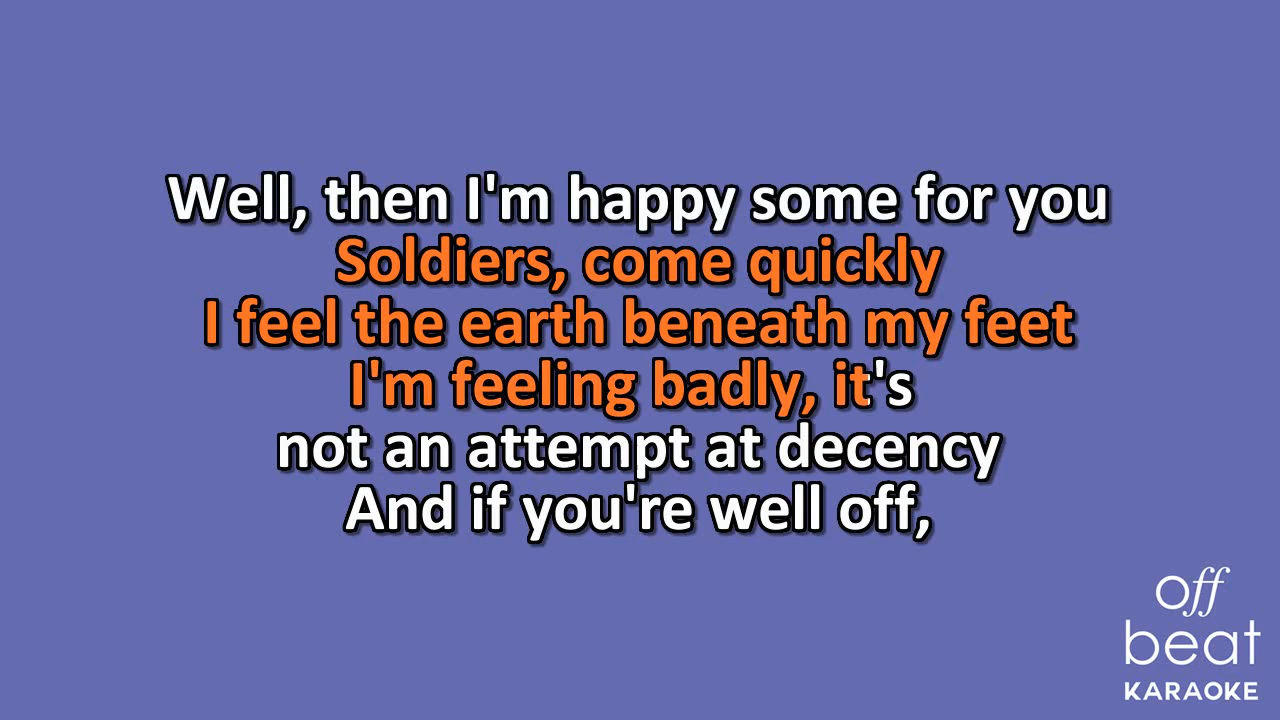 Well, then I'm happy some for you
Soldiers, come quickly
I feel the earth beneath my feet
I'm feeling badly, it's
not an attempt at decency
And if you're well off,
off
beat
KARAOKE